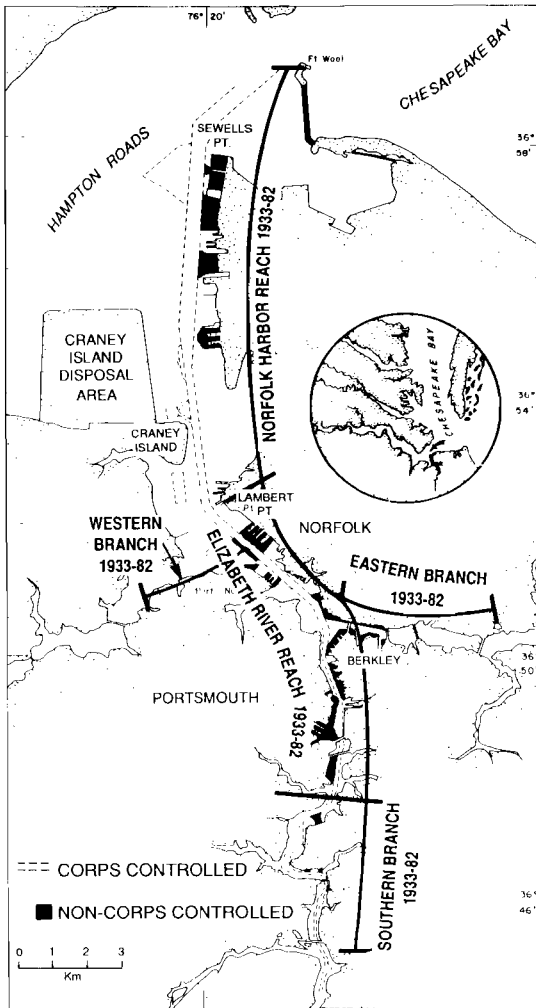 76° 20'
Ft Wool
CHESAPEAKE BAY
36°
58'
SEWELLS
PT.
HAMPTON ROADS
NORFOLK HARBOR REACH 1933-82
CRANEY
ISLAND
DISPOSAL
AREA
CHESAPEAKE BAY
36°
54'
CRANEY
ISLAND
LAMBERT
PT
NORFOLK
WESTERN
BRANCH
1933-82
EASTERN BRANCH
1933-82
ELIZABETH RIVER REACH 1933-82
BERKLEY
36°
50'
PORTSMOUTH
SOUTHERN BRANCH
1933-82
CORPS CONTROLLED
NON-CORPS CONTROLLED
36°
46'
0 1 2 3
Km